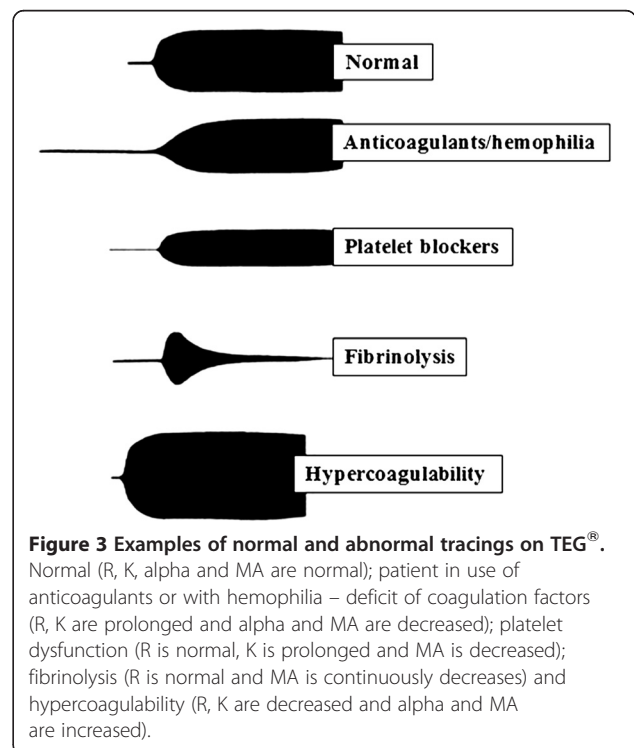 Normal
Anticoagulants/hemophilia
Platelet blockers
Fibrinolysis
Hypercoagulability
Figure 3 Examples of normal and abnormal tracings on TEG®.
Normal (R, K, alpha and MA are normal); patient in use of
anticoagulants or with hemophilia – deficit of coagulation factors
(R, K are prolonged and alpha and MA are decreased); platelet
dysfunction (R is normal, K is prolonged and MA is decreased);
fibrinolysis (R is normal and MA is continuously decreases) and
hypercoagulability (R, K are decreased and alpha and MA
are increased).